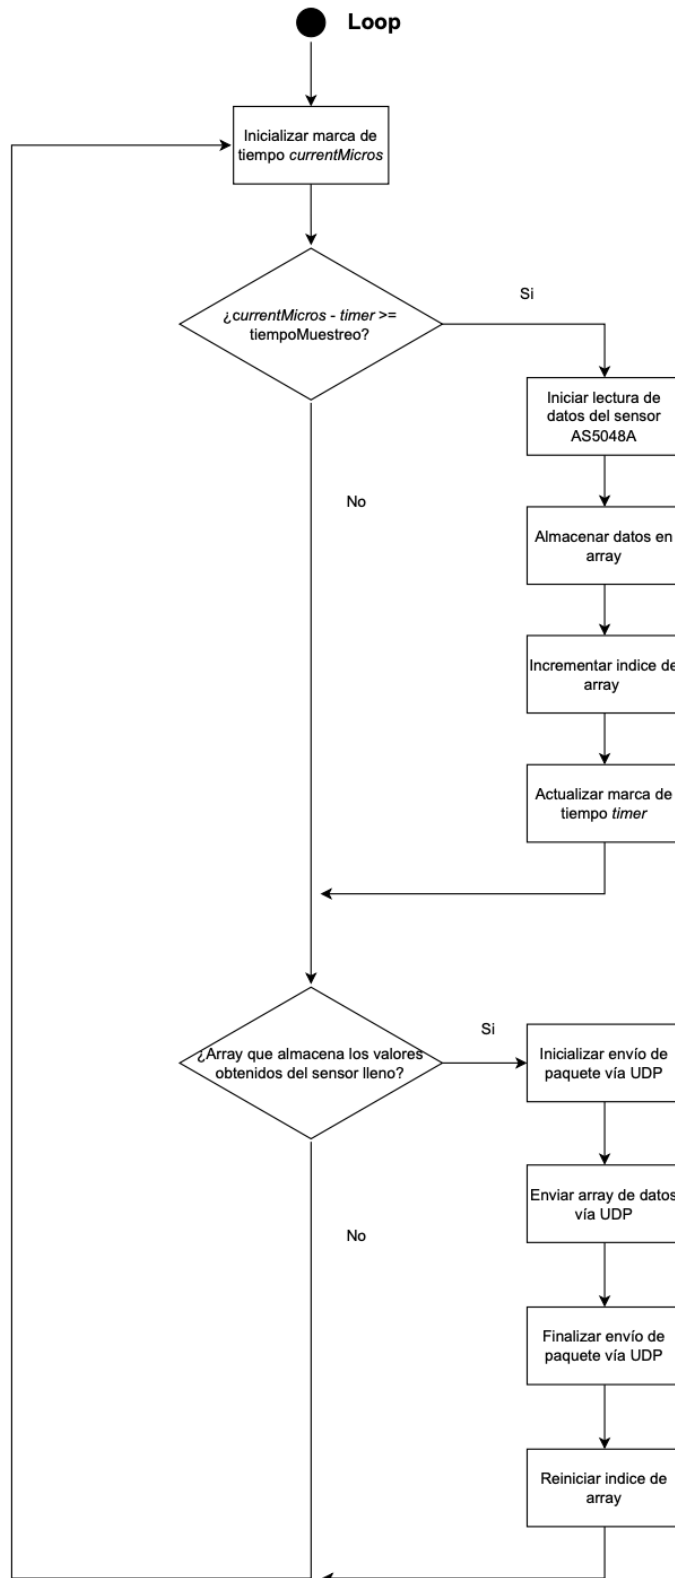 Loop
Inicializar marca de
tiempo currentMicros
¿currentMicros - timer >=
tiempoMuestreo?
Si
Iniciar lectura de
datos del sensor
AS5048A
No
Almacenar datos en
array
Incrementar indice de
array
Actualizar marca de
tiempo timer
¿Array que almacena los valores
obtenidos del sensor lleno?
Si
Inicializar envío de
paquete vía UDP
Enviar array de datos
vía UDP
No
Finalizar envío de
paquete vía UDP
Reiniciar indice de
array